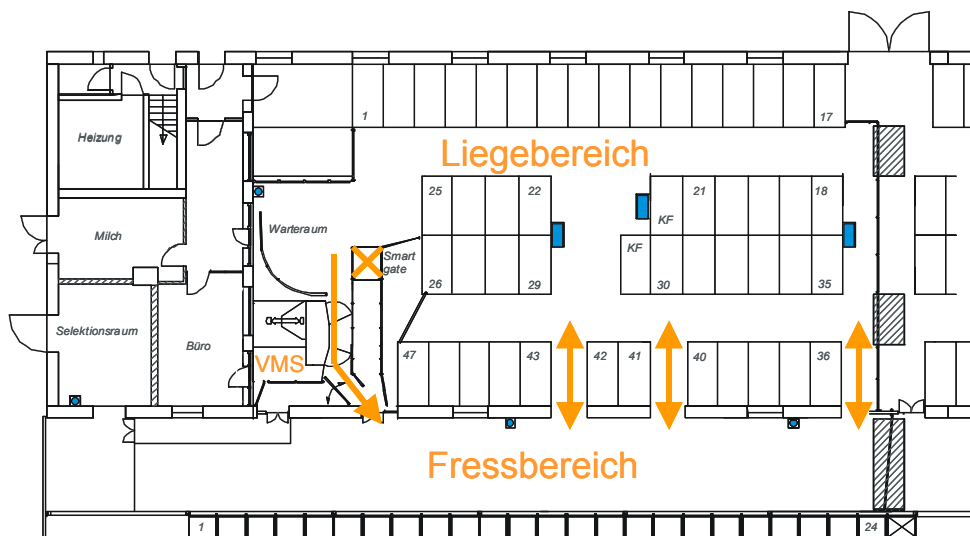 1
17
Heizung
Liegebereich
25
22
21
18
KF
Milch
Warteraum
KF
Smart
gate
26
29
30
35
Selektionsraum
Büro
VMS
47
43
42
41
40
36
Fressbereich
1
24